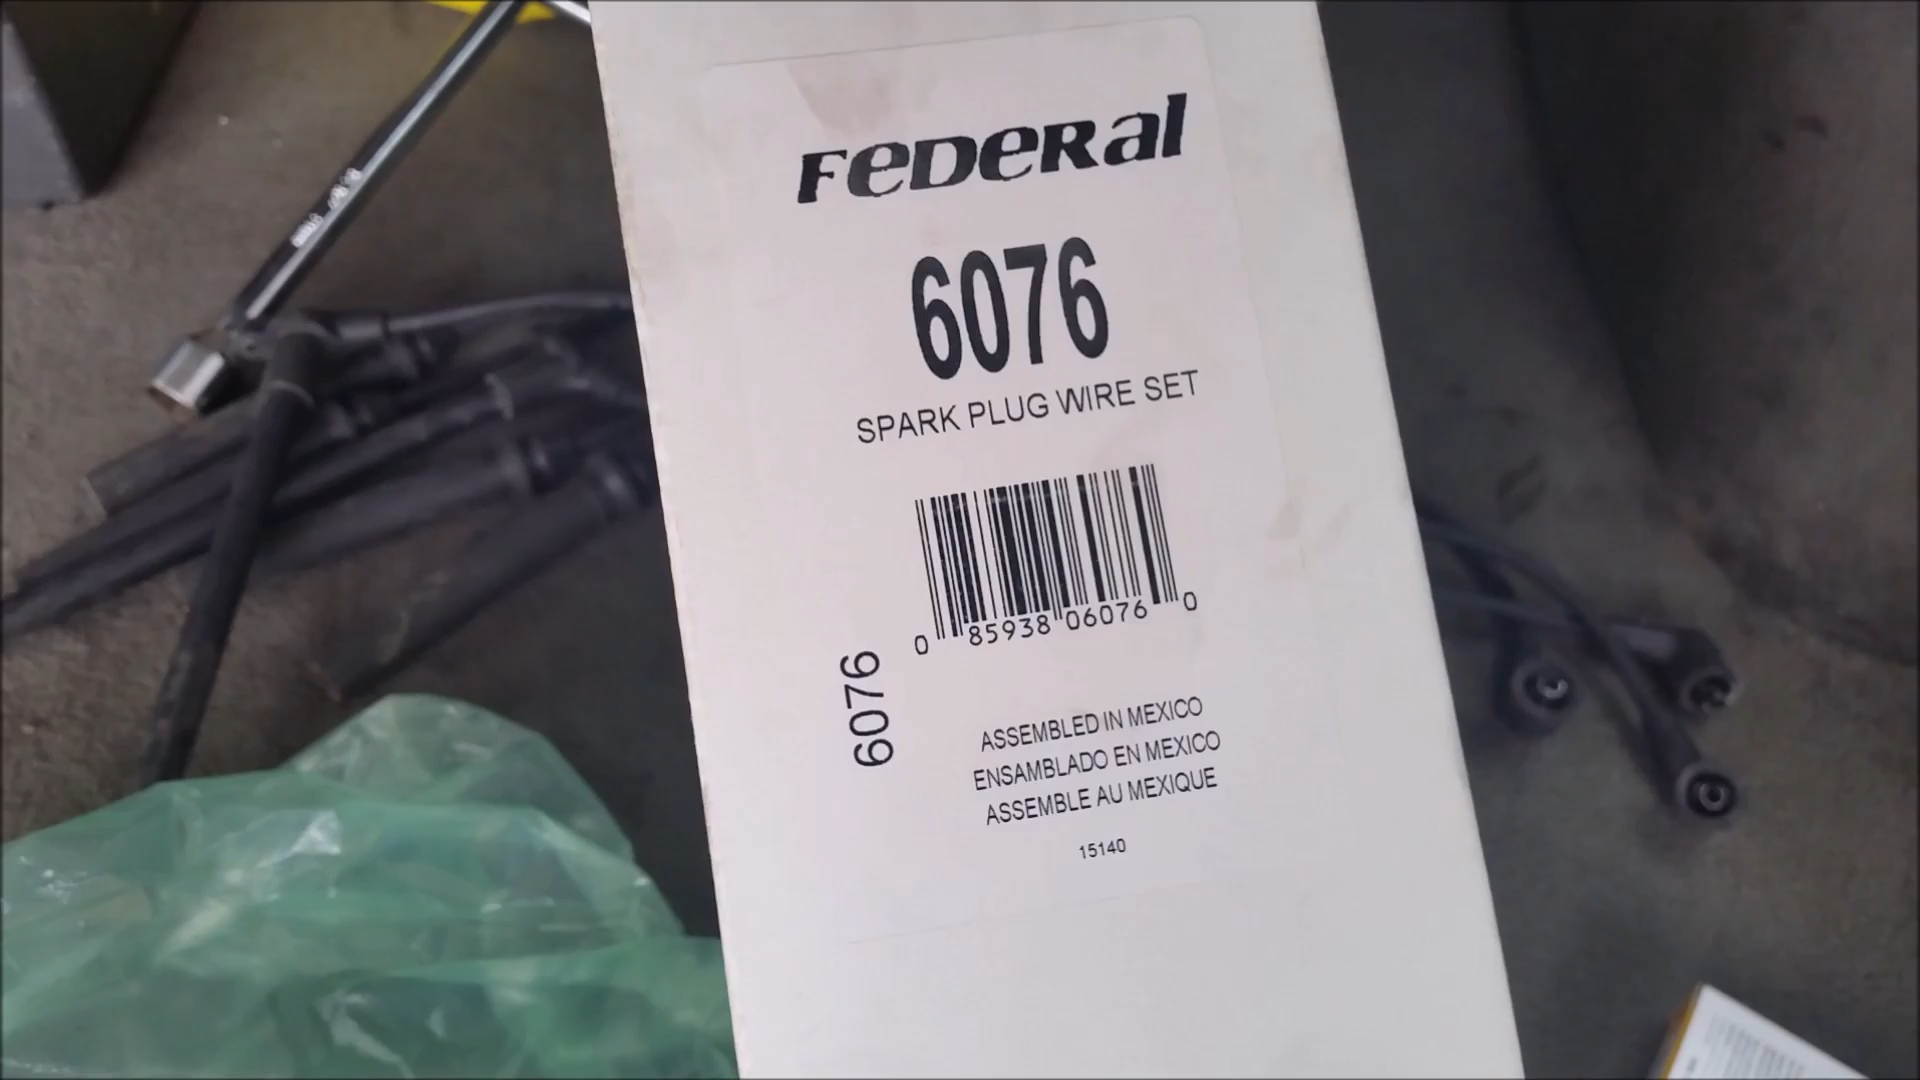 Federal
6076
SPARK PLUG WIRE SET
0 85938 06076 0
6076
ASSEMBLED IN MEXICO
ENSAMBLADO EN MEXICO
ASSEMBLE AU MEXIQUE
15140